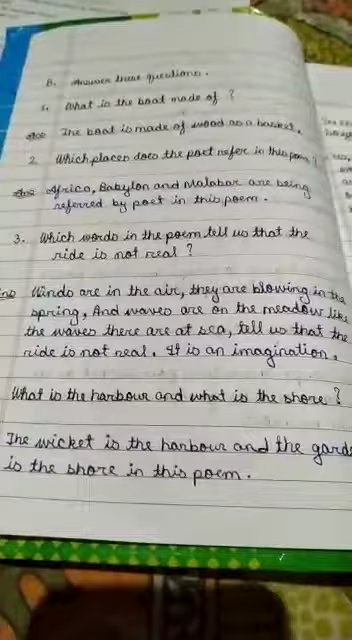 B. Answer these questions.
1. What is the boat made of ?
Ans The boat is made of wood as a basket.
2. Which places does the poet refer in this poem ?
Ans Africa, Babylon and Malabar are being
referred by poet in this poem.
3. Which words in the poem tell us that the
ride is not real ?
Ans Winds are in the air, they are blowing in the
spring, And waves are on the meadow like
the waves there are at sea, tell us that the
ride is not real. It is an imagination.
What is the harbour and what is the shore ?
The wicket is the harbour and the garde
is the shore in this poem.